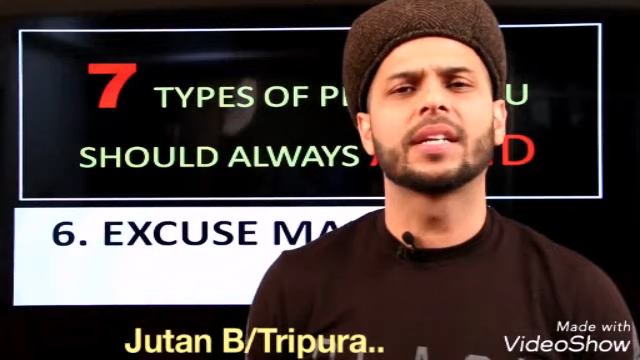 7 TYPES OF
SHOULD ALWAYS
6. EXCUSE
Jutan B/Tripura..
Made with
VideoShow